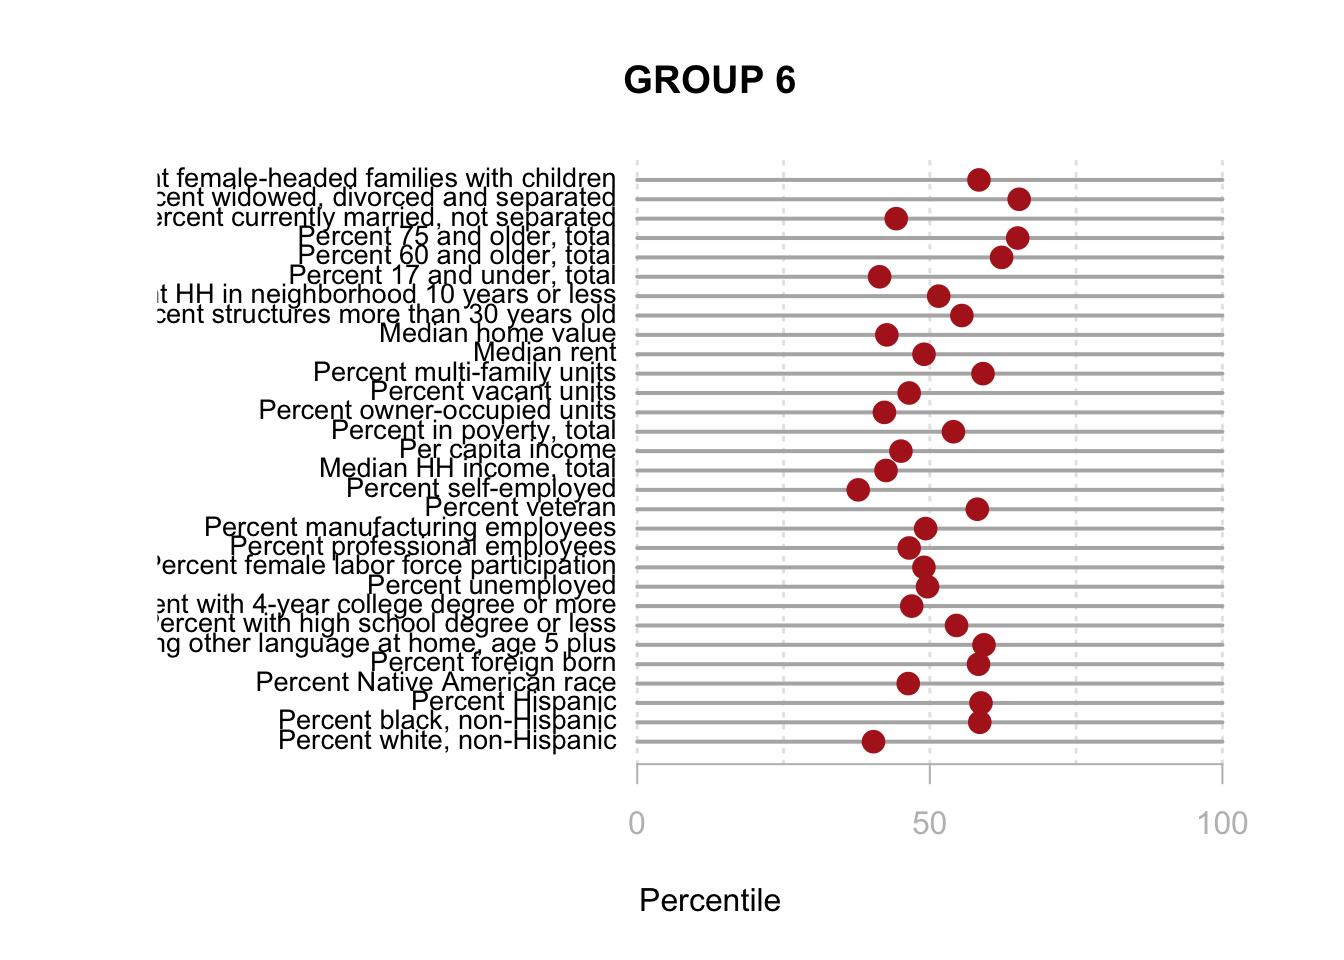 GROUP 6
female-headed families with children
widowed, divorced and separated
currently married, not separated
Percent 75 and older, total
Percent 60 and older, total
Percent 17 and under, total
HH in neighborhood 10 years or less
structures more than 30 years old
Median home value
Median rent
Percent multi-family units
Percent vacant units
Percent owner-occupied units
Percent in poverty, total
Per capita income
Median HH income, total
Percent self-employed
Percent veteran
Percent manufacturing employees
Percent professional employees
Percent female labor force participation
Percent unemployed
with 4-year college degree or more
Percent with high school degree or less
other language at home, age 5 plus
Percent foreign born
Percent Native American race
Percent Hispanic
Percent black, non-Hispanic
Percent white, non-Hispanic
0 50 100
Percentile